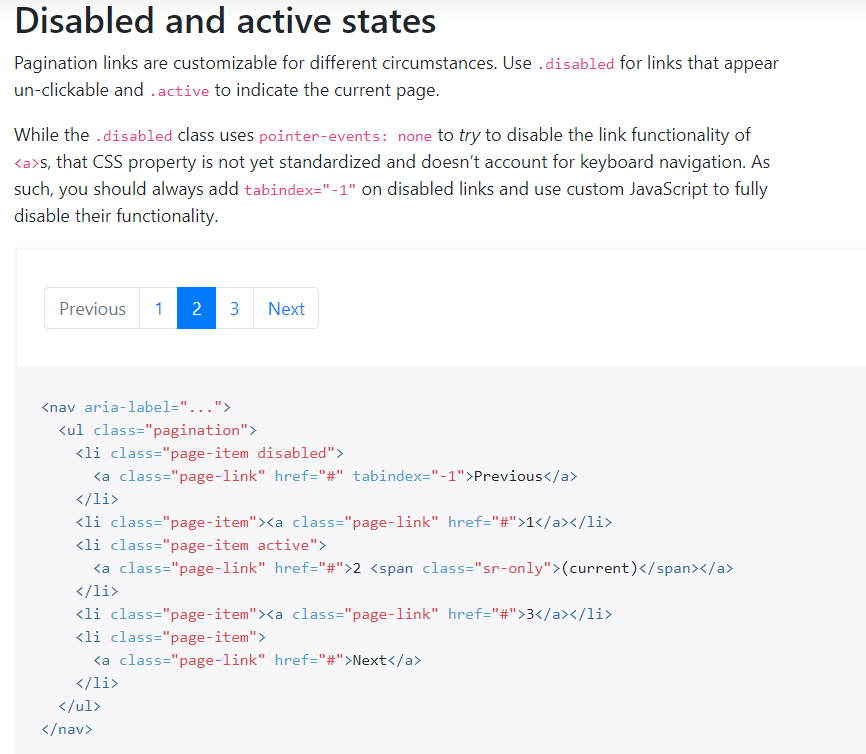 Disabled and active states
Pagination links are customizable for different circumstances. Use .disabled for links that appear
un-clickable and .active to indicate the current page.
While the .disabled class uses pointer-events: none to try to disable the link functionality of
<a>s, that CSS property is not yet standardized and doesn’t account for keyboard navigation. As
such, you should always add tabindex="-1" on disabled links and use custom JavaScript to fully
disable their functionality.
Previous 1 2 3 Next
<nav aria-label="...">
  <ul class="pagination">
    <li class="page-item disabled">
      <a class="page-link" href="#" tabindex="-1">Previous</a>
    </li>
    <li class="page-item"><a class="page-link" href="#">1</a></li>
    <li class="page-item active">
      <a class="page-link" href="#">2 <span class="sr-only">(current)</span></a>
    </li>
    <li class="page-item"><a class="page-link" href="#">3</a></li>
    <li class="page-item">
      <a class="page-link" href="#">Next</a>
    </li>
  </ul>
</nav>